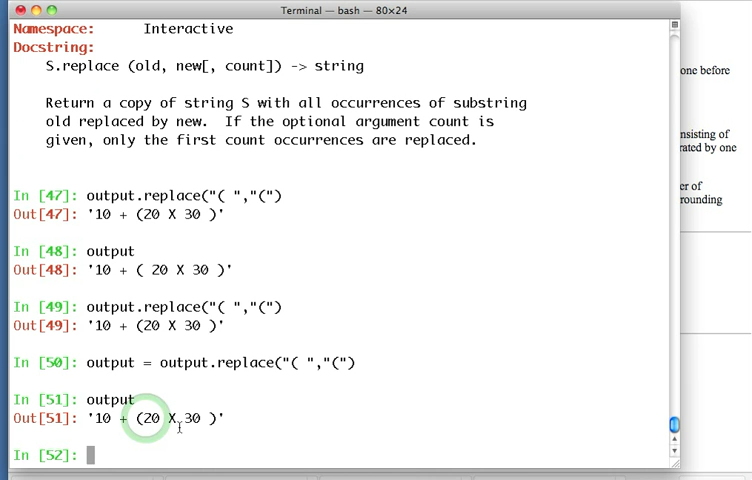 Terminal — bash — 80×24
Namespace:      Interactive
Docstring:
    S.replace (old, new[, count]) -> string
    Return a copy of string S with all occurrences of substring
    old replaced by new.  If the optional argument count is
    given, only the first count occurrences are replaced.
In [47]: output.replace("( ","(")
Out[47]: '10 + (20 X 30 )'
In [48]: output
Out[48]: '10 + ( 20 X 30 )'
In [49]: output.replace("( ","(")
Out[49]: '10 + (20 X 30 )'
In [50]: output = output.replace("( ","(")
In [51]: output
Out[51]: '10 + (20 X 30 )'
In [52]:
one before
nsisting of
rated by one
er of
rounding